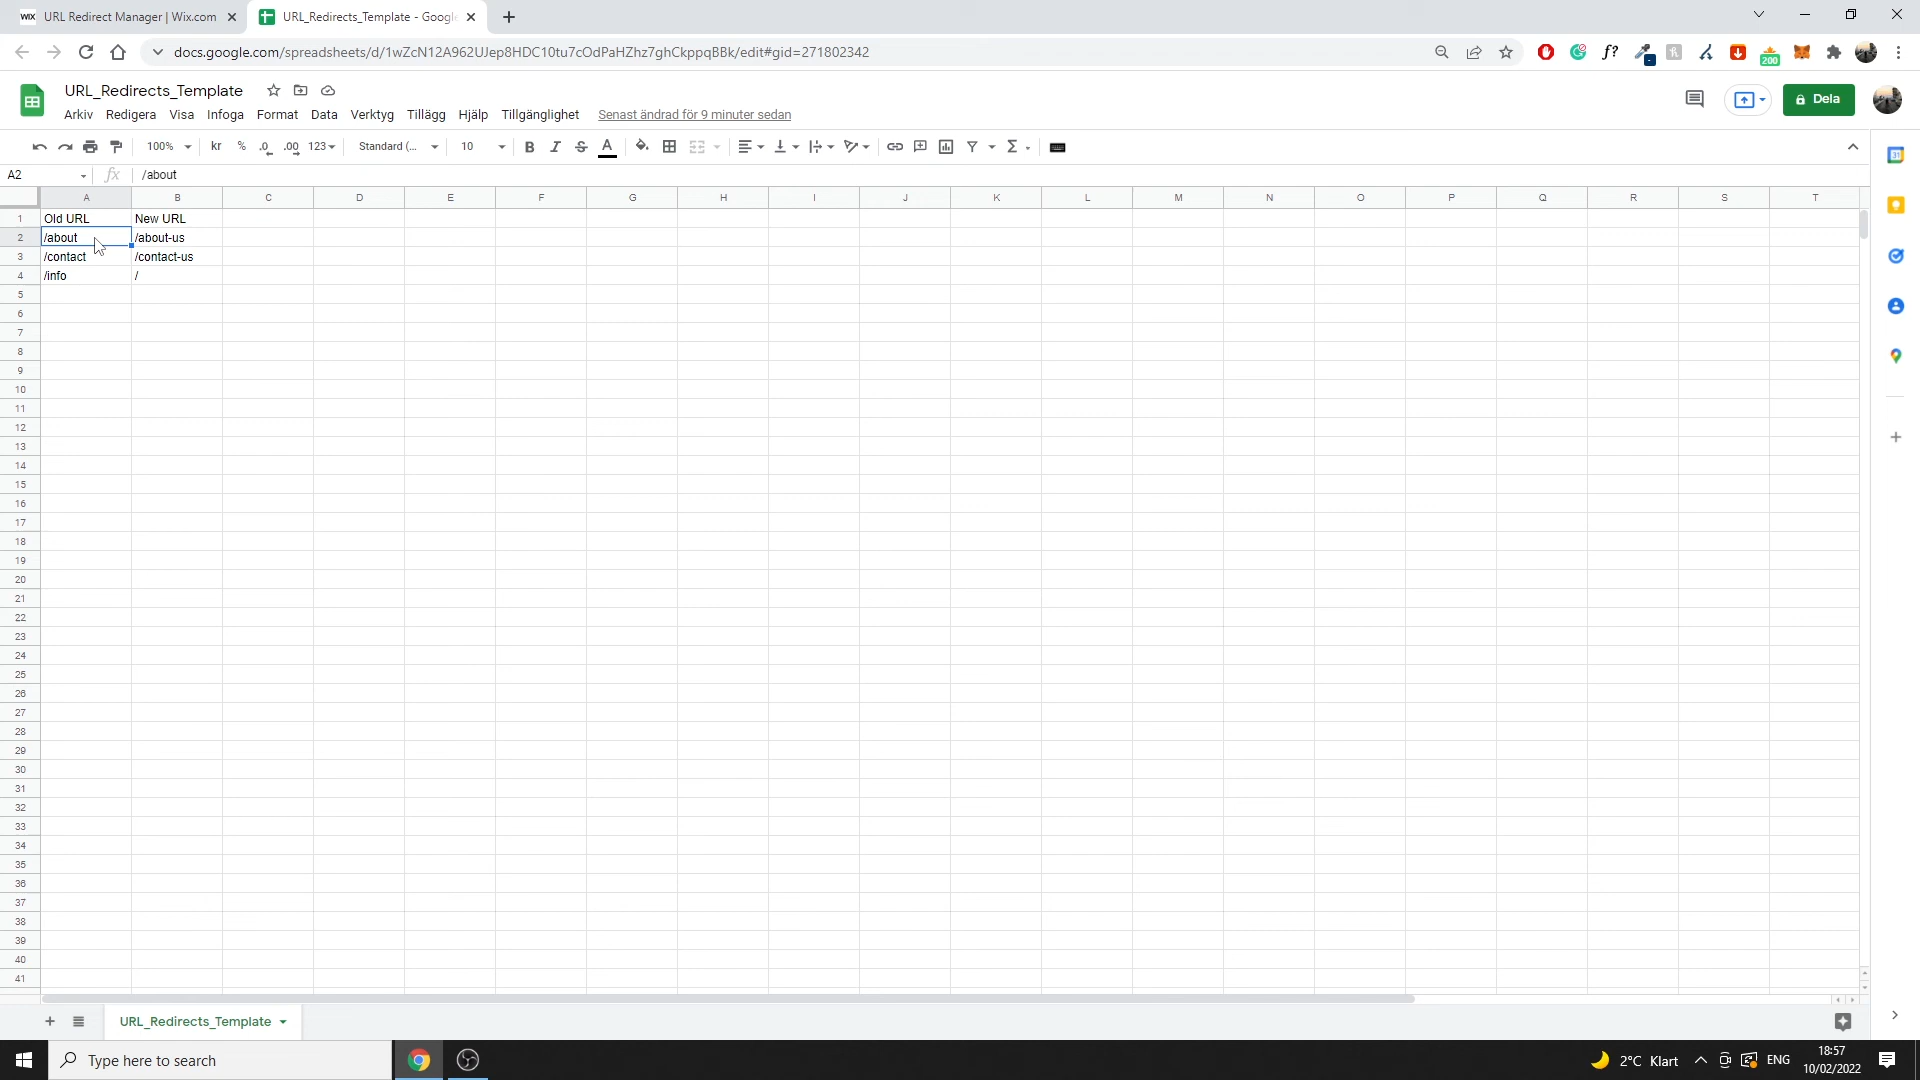 WIX URL Redirect Manager | Wix.com
URL_Redirects_Template - Google
docs.google.com/spreadsheets/d/1wZcN12A962UJep8HDC10tu7cOdPaHZhz7ghCkppqBBk/edit#gid=271802342
200
URL_Redirects_Template
Arkiv Redigera Visa Infoga Format Data Verktyg Tillägg Hjälp Tillgänglighet Senast ändrad för 9 minuter sedan
Dela
100% kr % .0 .00 123 Standard (... 10 B I S A
A2 fx /about
A B C D E F G H I J K L M N O P Q R S T
1 Old URL New URL
2 /about /about-us
3 /contact /contact-us
4 /info /
5
6
7
8
9
10
11
12
13
14
15
16
17
18
19
20
21
22
23
24
25
26
27
28
29
30
31
32
33
34
35
36
37
38
39
40
41
URL_Redirects_Template
Type here to search
2°C Klart ENG 18:57
10/02/2022